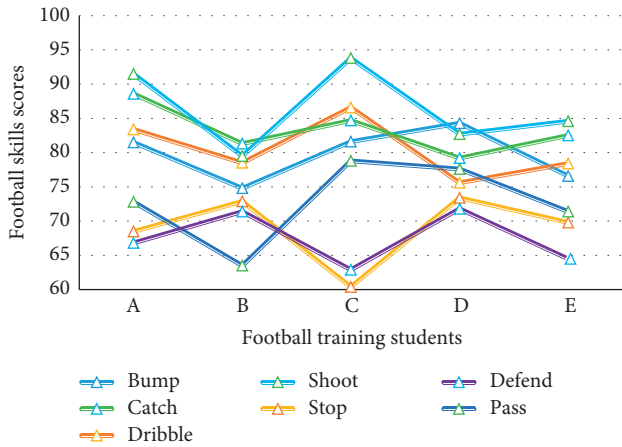 100
95
90
85
80
75
70
65
60
Football skills scores
A B C D E
Football training students
Bump Shoot Defend
Catch Stop Pass
Dribble